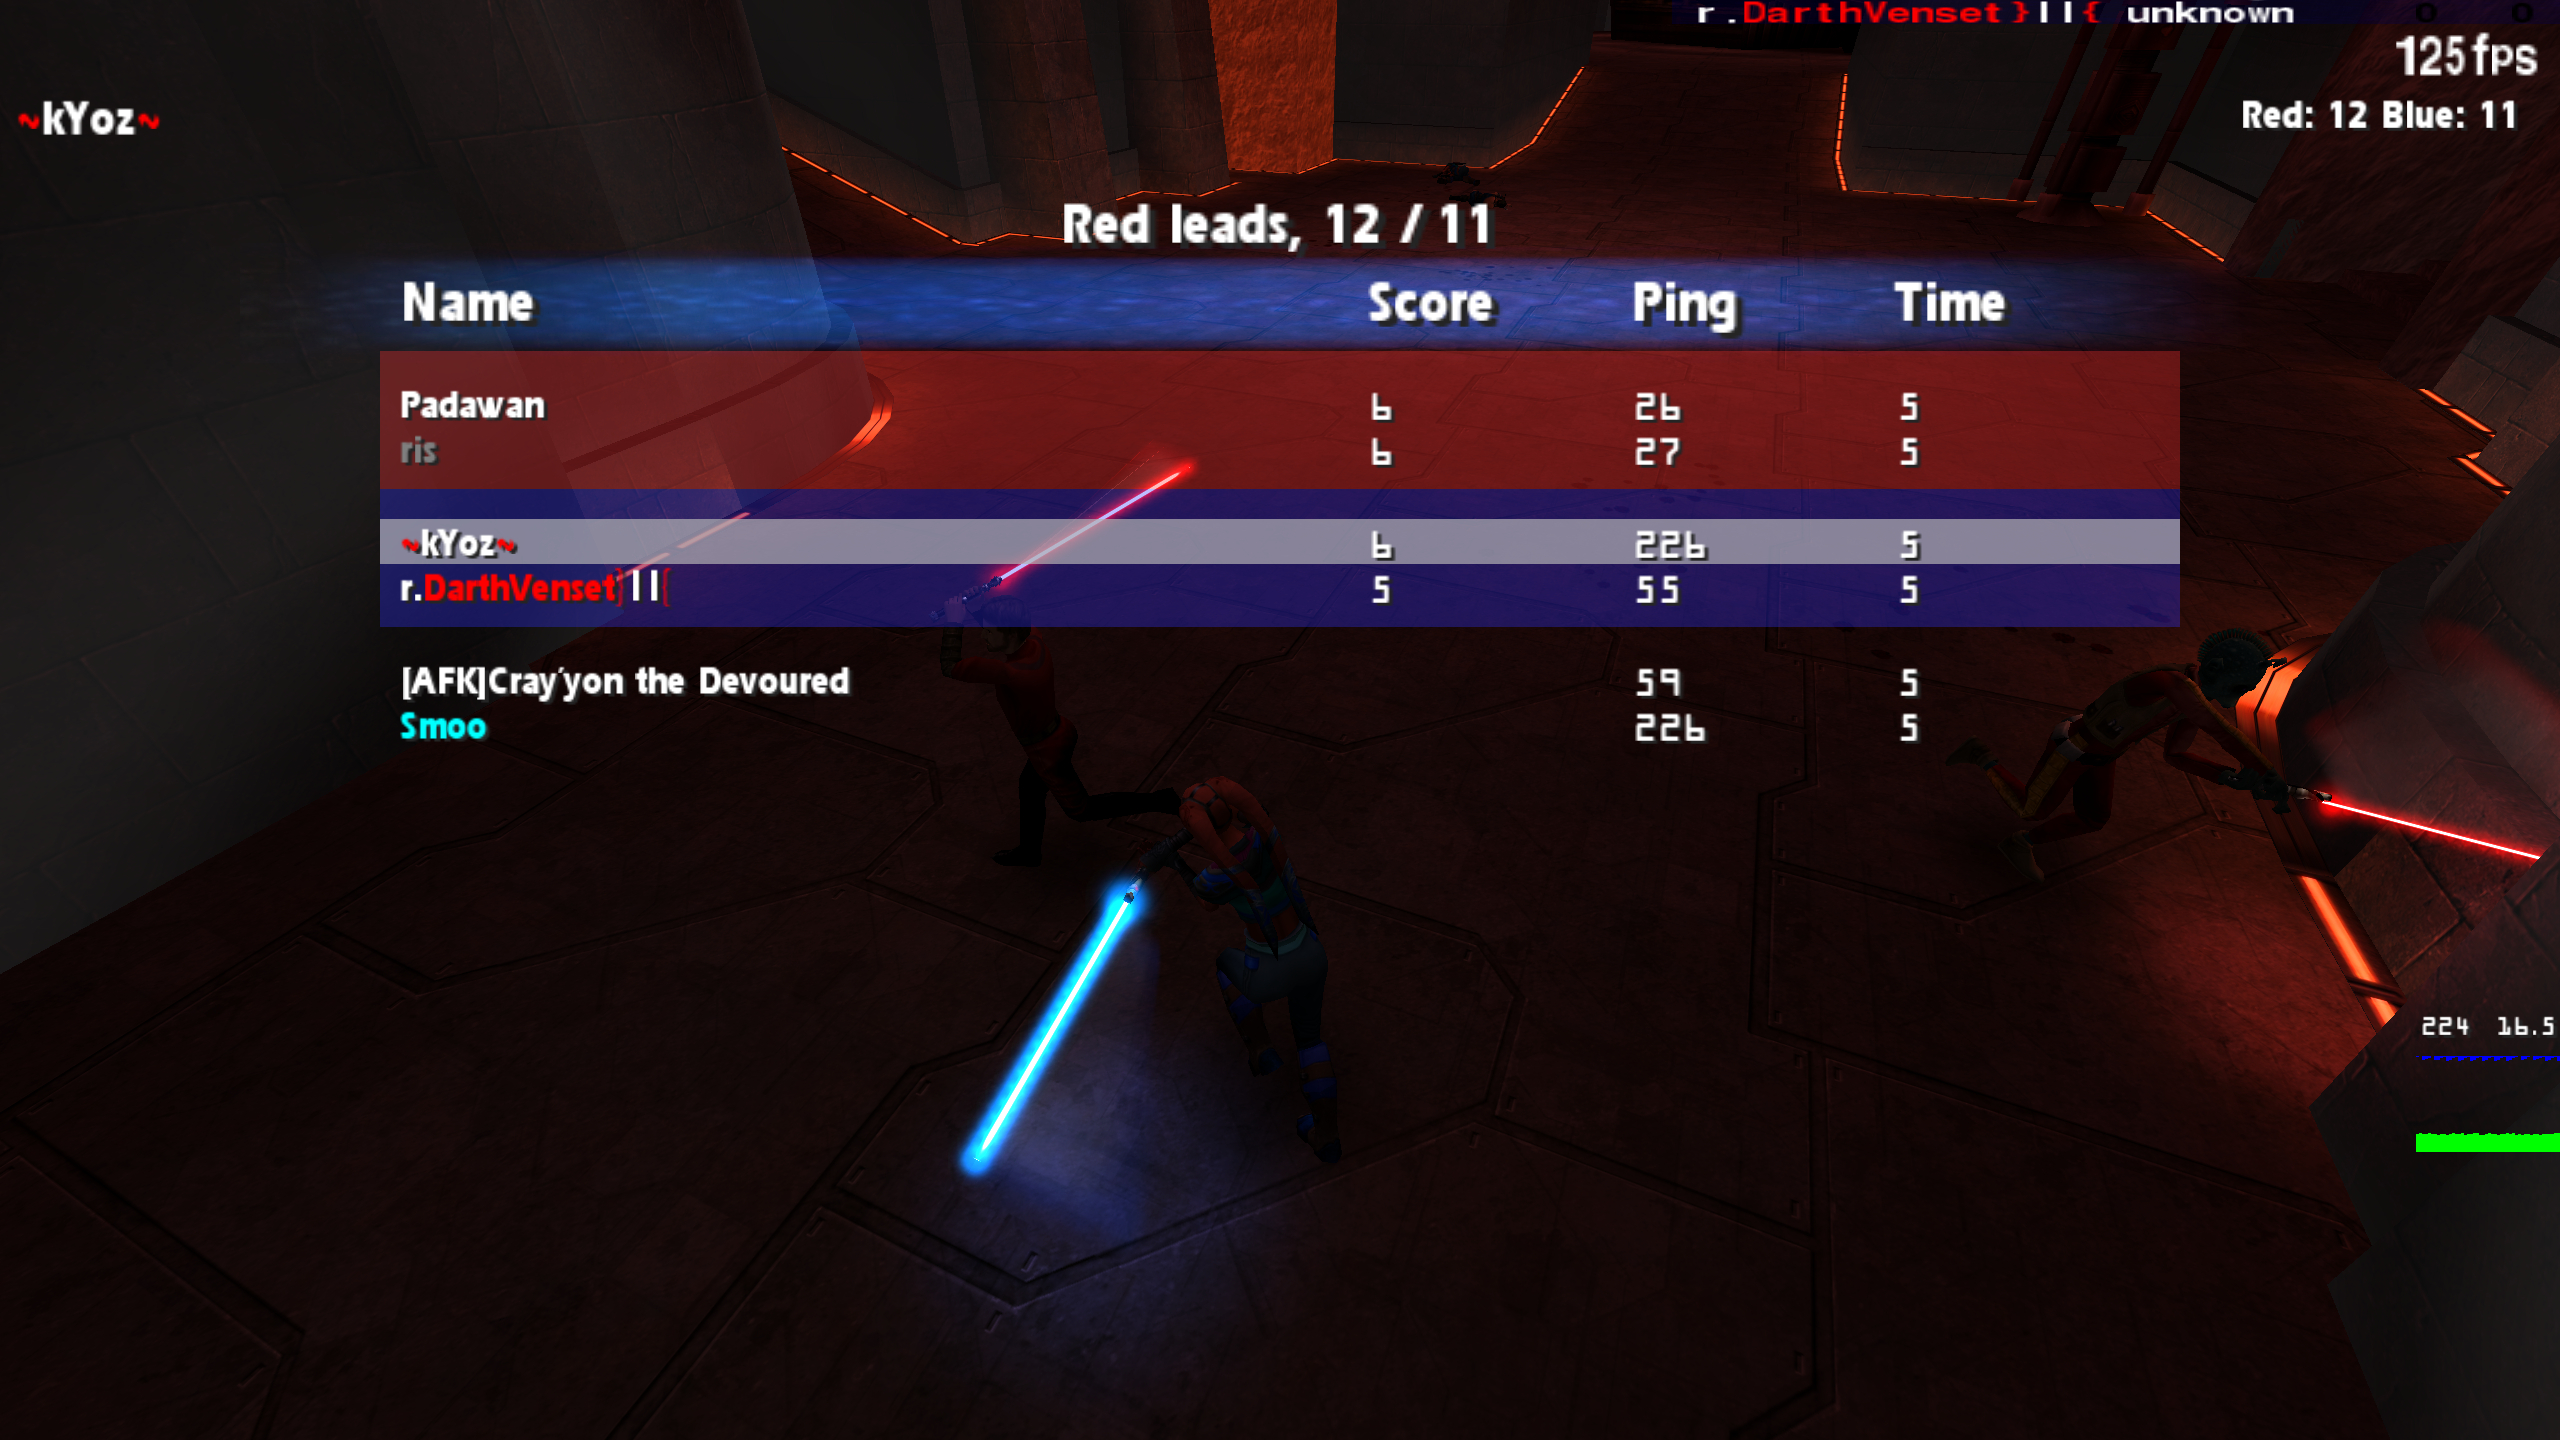 r.DarthVenset}||{ unknown 0 0
125fps
~kYoz~
Red: 12 Blue: 11
Red leads, 12 / 11
Name Score Ping Time
Padawan 6 26 5
ris 6 27 5
~kYoz~ 6 226 5
r.DarthVenset}||{ 5 55 5
[AFK]Cray'yon the Devoured 59 5
Smoo 226 5
224 16.5